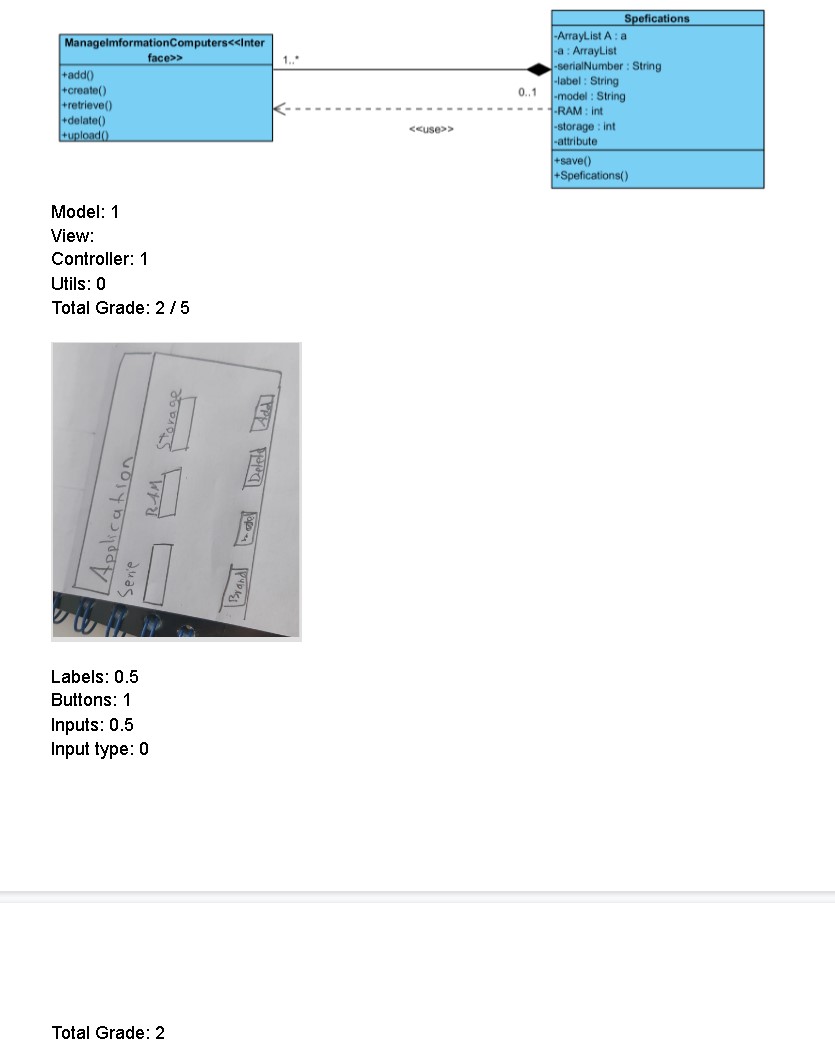 ManageImformationComputers<<Inter
face>>
+add()
+create()
+retrieve()
+delate()
+upload()
1..*
0..1
<<use>>
Spefications
-ArrayList A : a
-a : ArrayList
-serialNumber : String
-label : String
-model : String
-RAM : int
-storage : int
-attribute
+save()
+Spefications()
Model: 1
View:
Controller: 1
Utils: 0
Total Grade: 2 / 5
Application
Serie RAM Storage
Brand Delete Add
Labels: 0.5
Buttons: 1
Inputs: 0.5
Input type: 0
Total Grade: 2